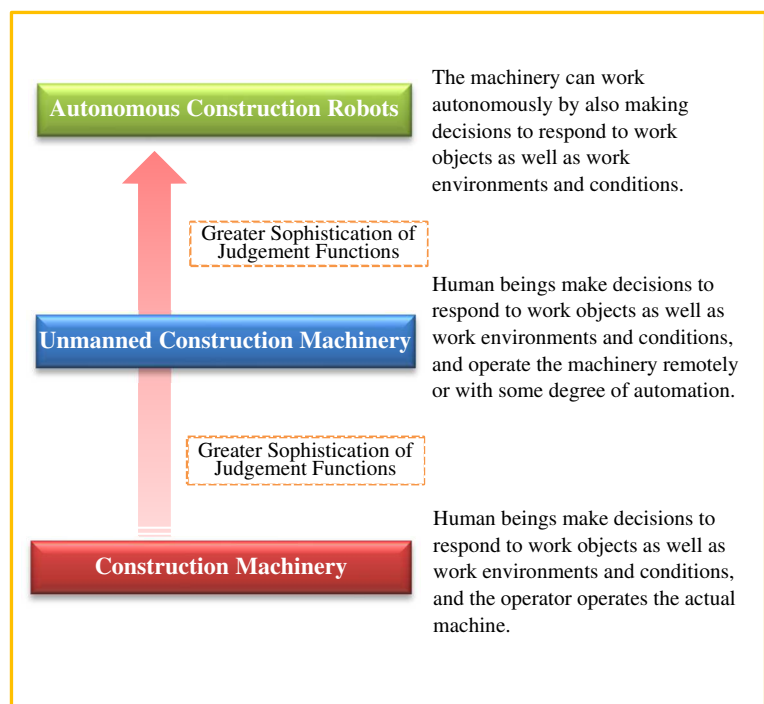 Autonomous Construction Robots
The machinery can work
autonomously by also making
decisions to respond to work
objects as well as work
environments and conditions.
Greater Sophistication of
Judgement Functions
Unmanned Construction Machinery
Human beings make decisions to
respond to work objects as well as
work environments and conditions,
and operate the machinery remotely
or with some degree of automation.
Greater Sophistication of
Judgement Functions
Construction Machinery
Human beings make decisions to
respond to work objects as well as
work environments and conditions,
and the operator operates the actual
machine.